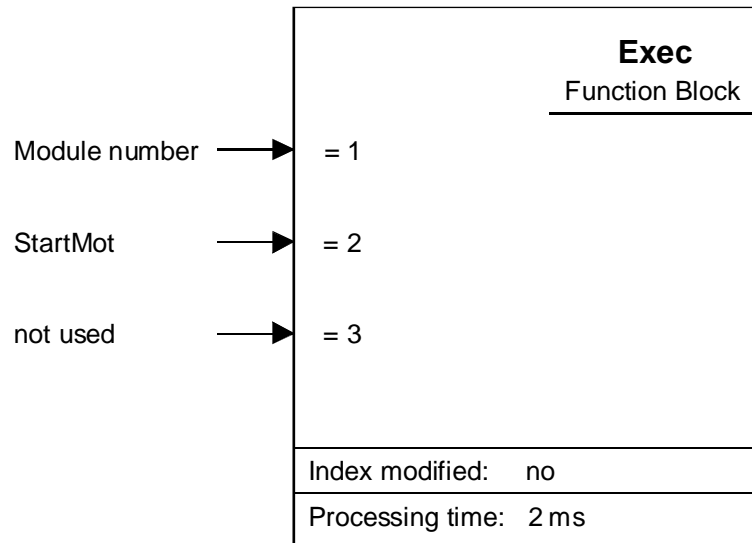 Exec
Function Block
Module number = 1
StartMot = 2
not used = 3
Index modified: no
Processing time: 2 ms